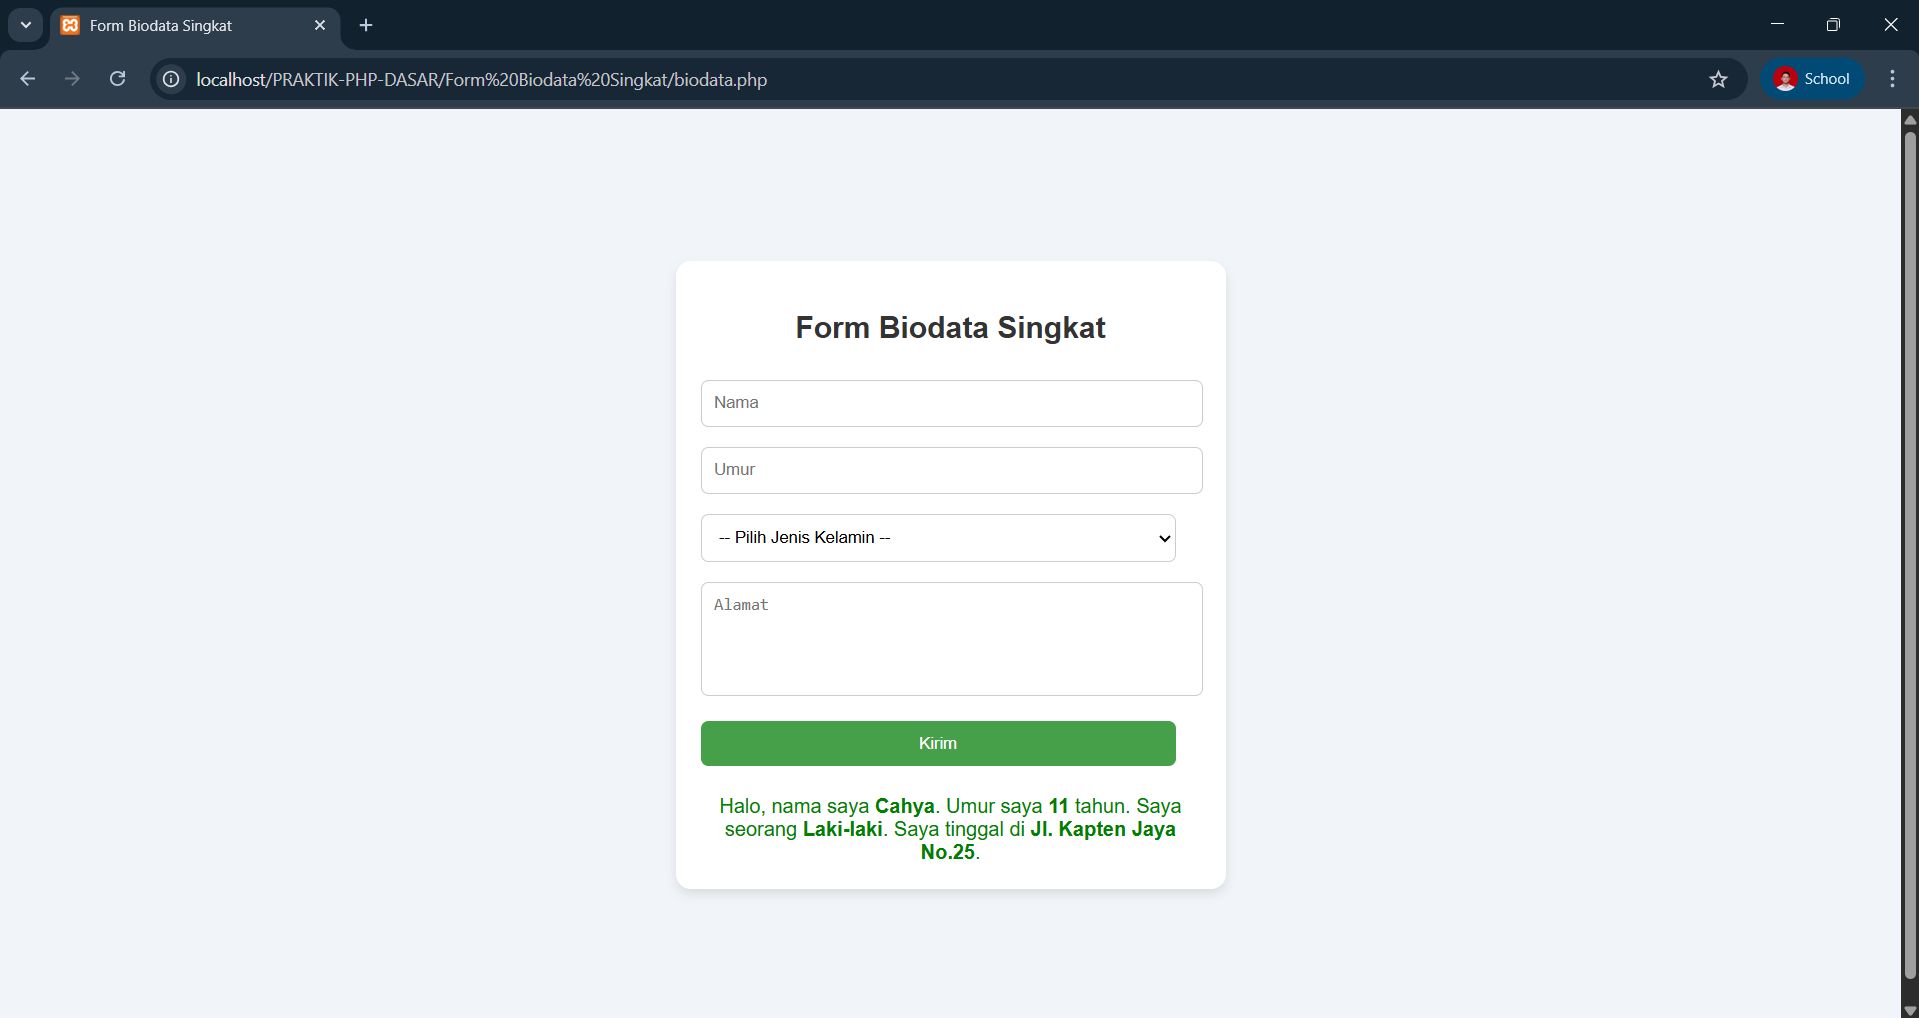 Form Biodata Singkat
localhost/PRAKTIK-PHP-DASAR/Form%20Biodata%20Singkat/biodata.php
School
Form Biodata Singkat
Nama
Umur
-- Pilih Jenis Kelamin --
Alamat
Kirim
Halo, nama saya Cahya. Umur saya 11 tahun. Saya
seorang Laki-laki. Saya tinggal di Jl. Kapten Jaya
No.25.